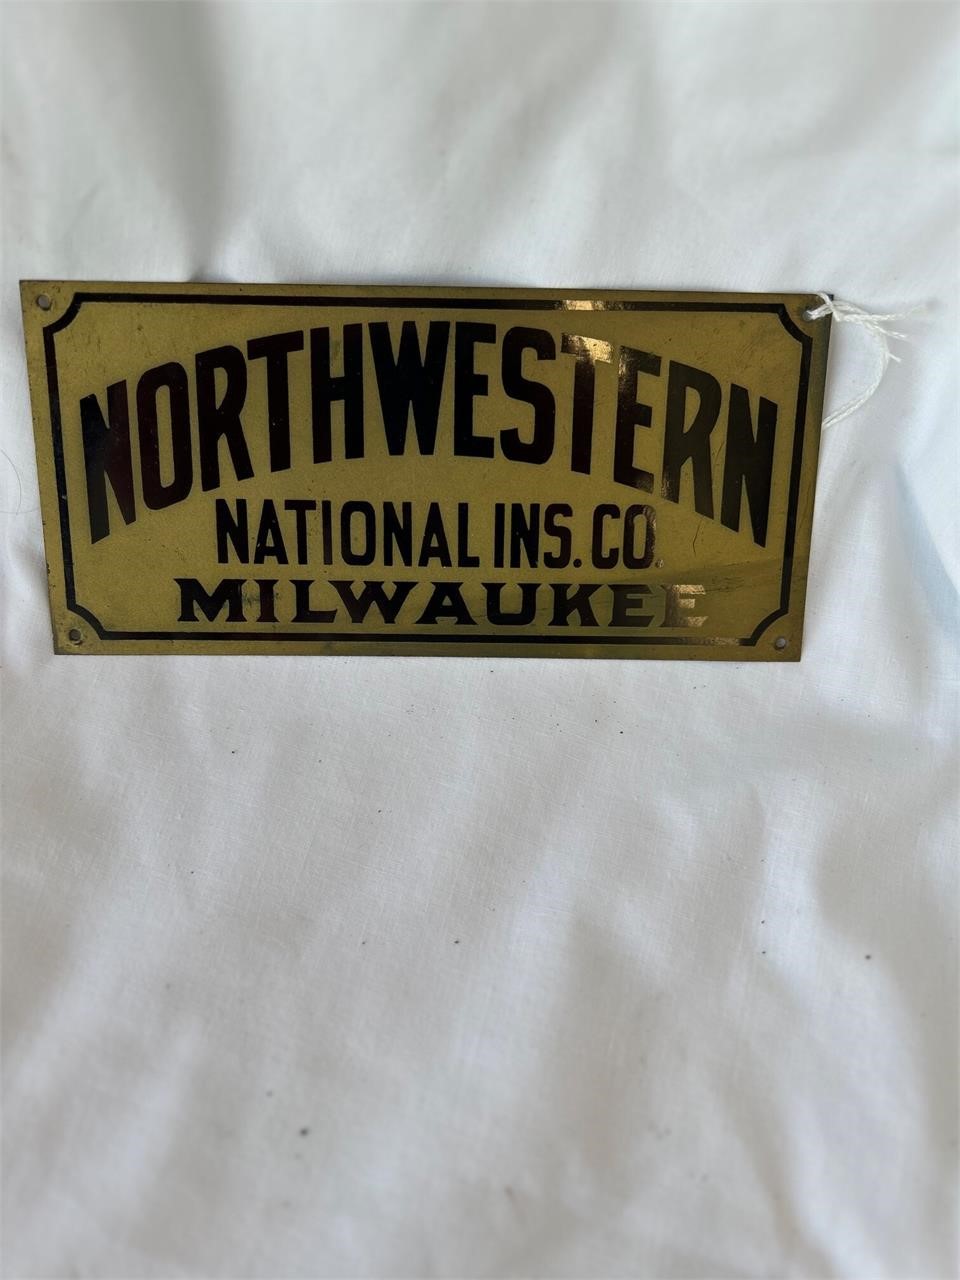 NORTHWESTERN
NATIONAL INS. CO.
MILWAUKEE